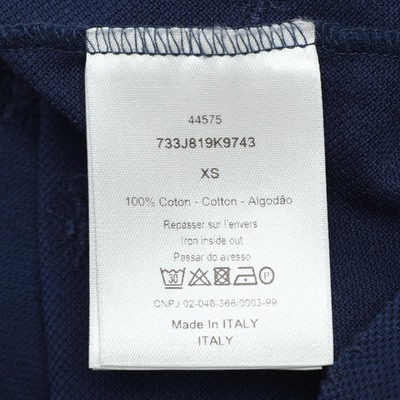 44575
733J819K9743
XS
100% Coton - Cotton - Algodão
Repasser sur l'envers
Iron inside out
Passar do avesso
30 P
CNPJ 02-046-366/0003-99
Made In ITALY
ITALY